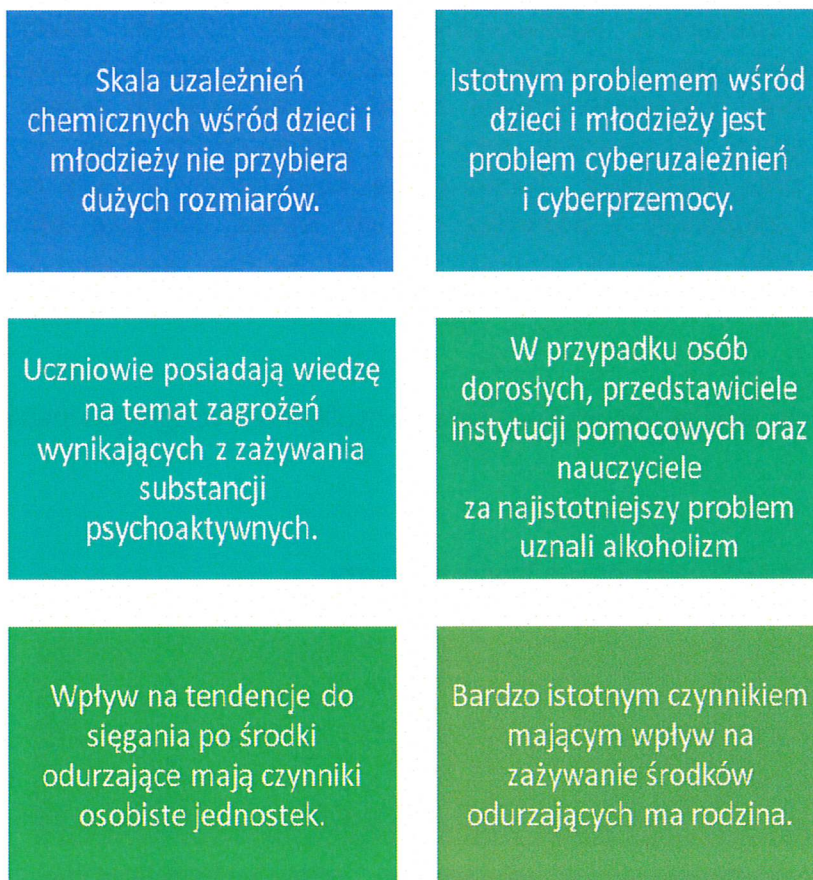 Skala uzależnień
chemicznych wśród dzieci i
młodzieży nie przybiera
dużych rozmiarów.
Istotnym problemem wśród
dzieci i młodzieży jest
problem cyberuzależnień
i cyberprzemocy.
Uczniowie posiadają wiedzę
na temat zagrożeń
wynikających z zażywania
substancji
psychoaktywnych.
W przypadku osób
dorosłych, przedstawiciele
instytucji pomocowych oraz
nauczyciele
za najistotniejszy problem
uznali alkoholizm
Wpływ na tendencje do
sięgania po środki
odurzające mają czynniki
osobiste jednostek.
Bardzo istotnym czynnikiem
mającym wpływ na
zażywanie środków
odurzających ma rodzina.